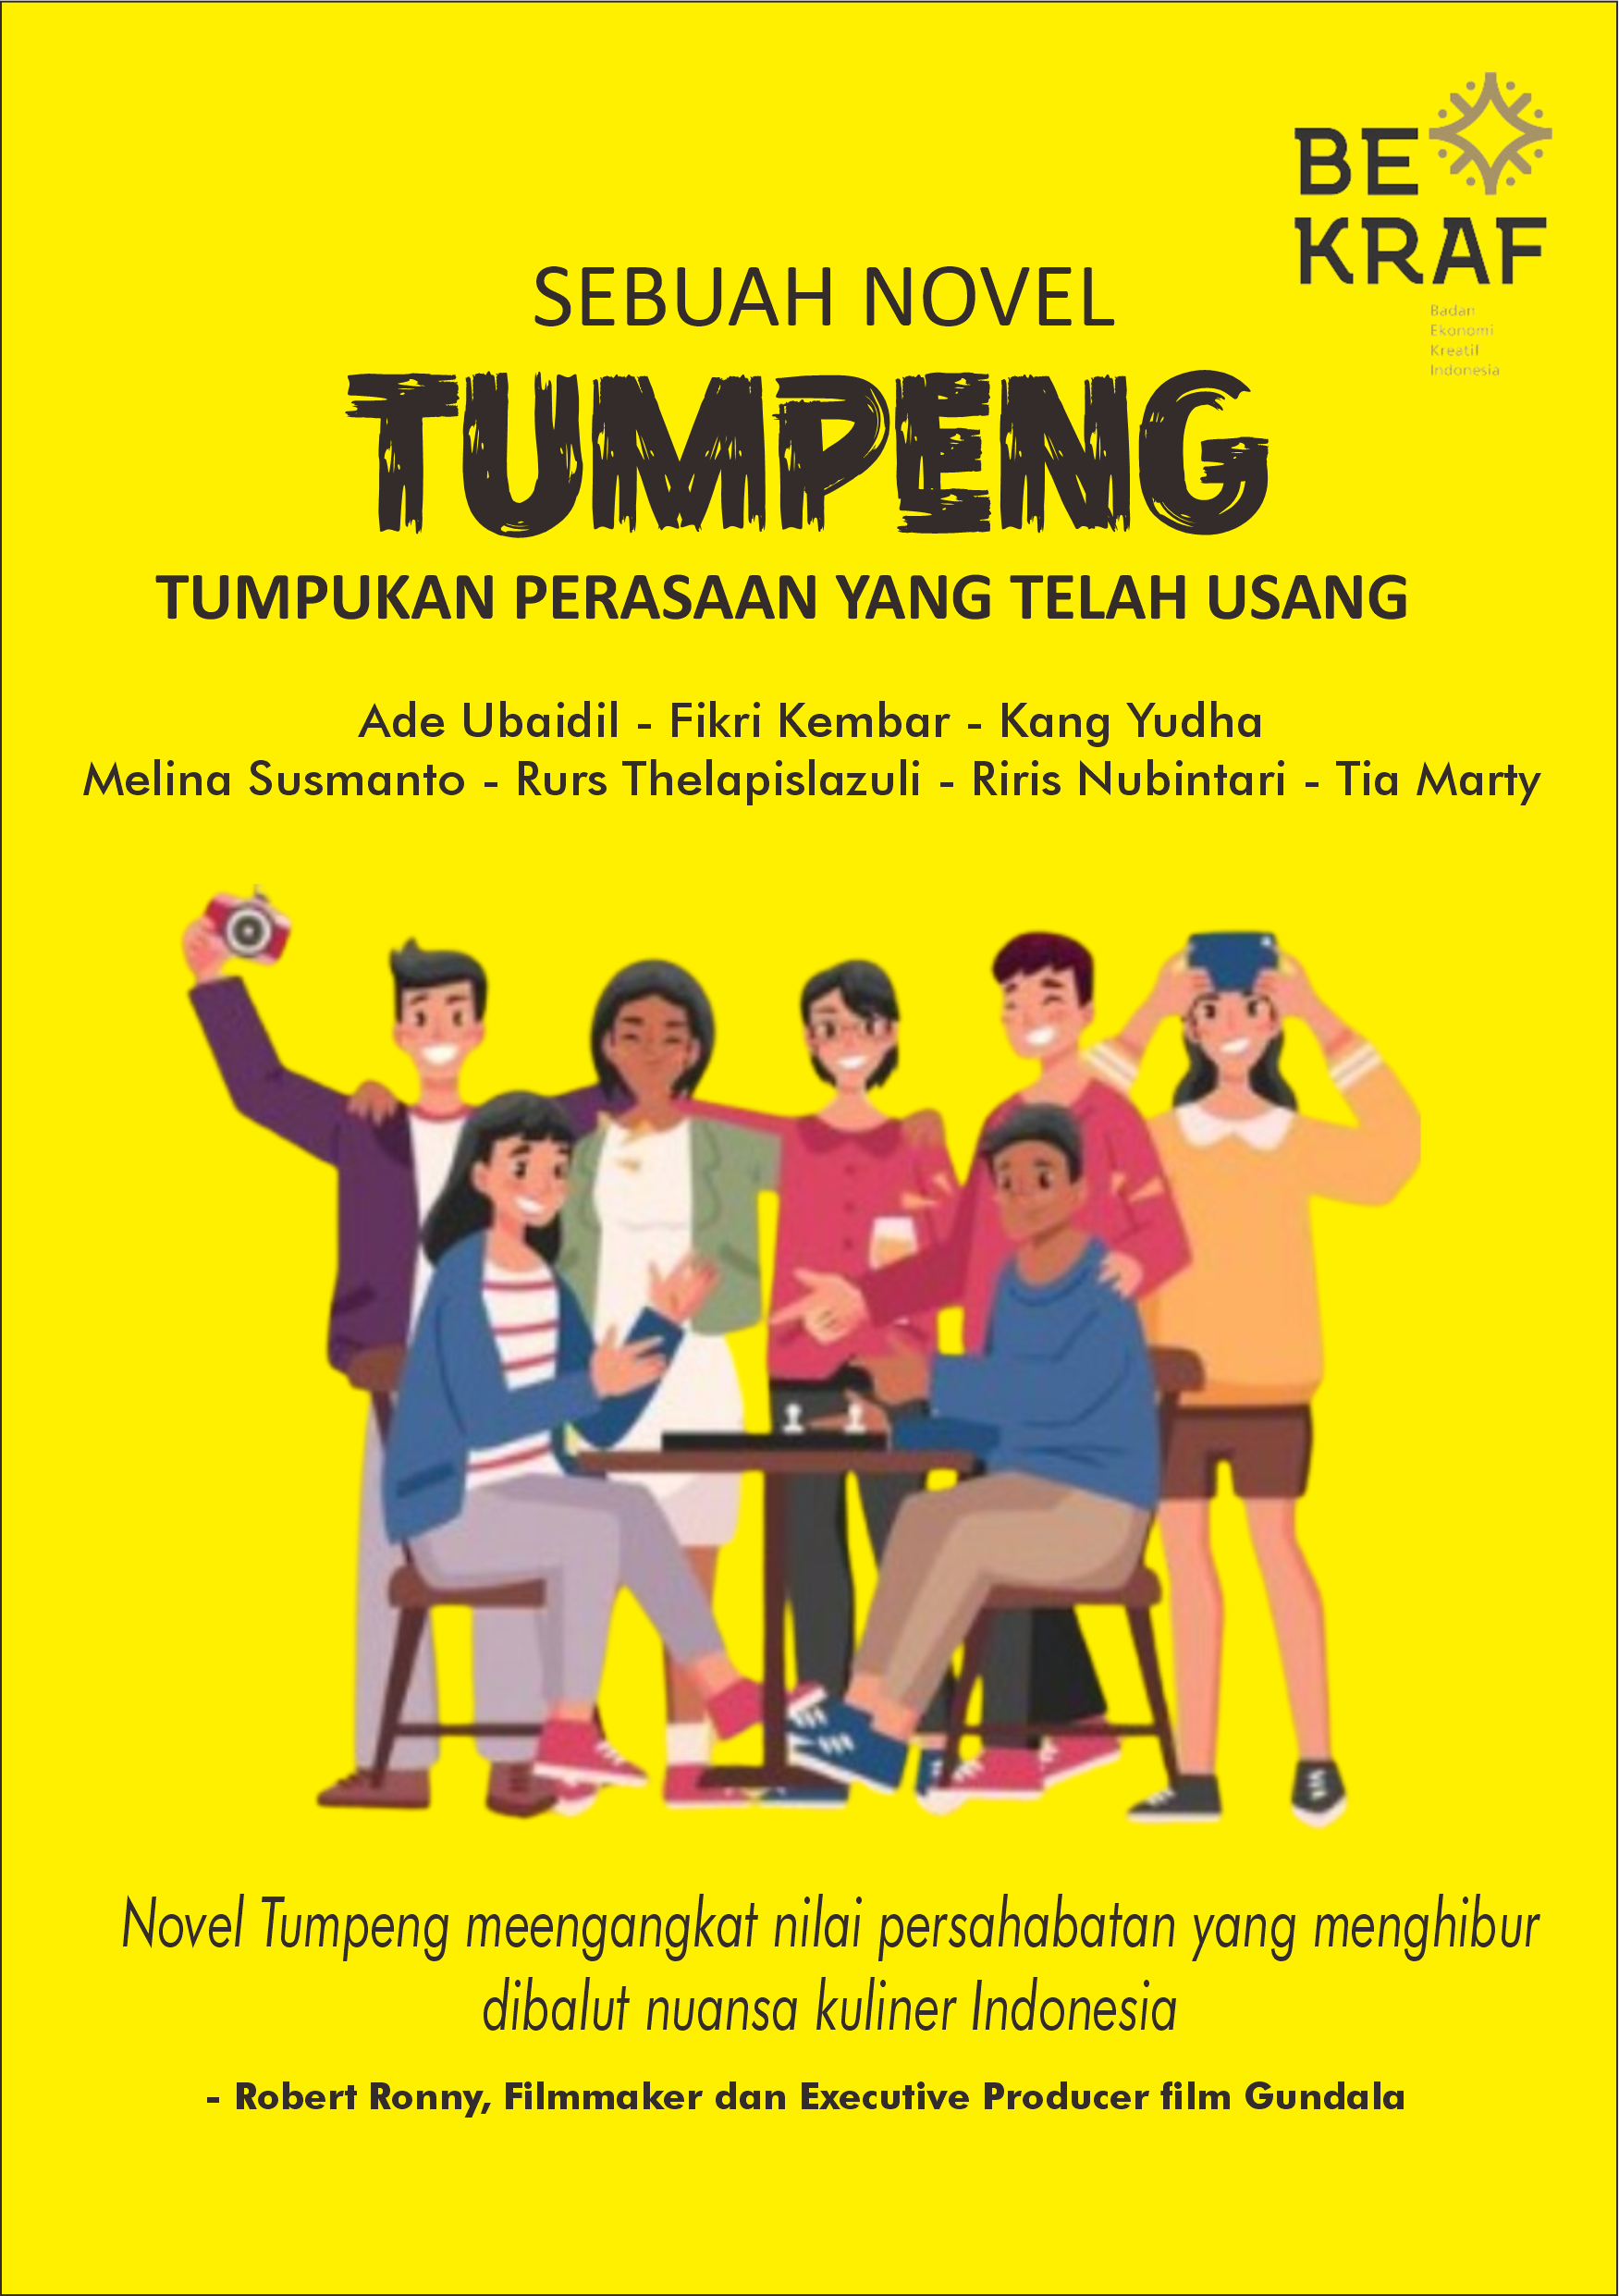 BE
KRAF
Badan
Ekonomi
Kreatif
Indonesia
SEBUAH NOVEL
TUMPENG
TUMPUKAN PERASAAN YANG TELAH USANG
Ade Ubaidil - Fikri Kembar - Kang Yudha
Melina Susmanto - Rurs Thelapislazuli - Riris Nubintari - Tia Marty
Novel Tumpeng meengangkat nilai persahabatan yang menghibur
dibalut nuansa kuliner Indonesia
- Robert Ronny, Filmmaker dan Executive Producer film Gundala